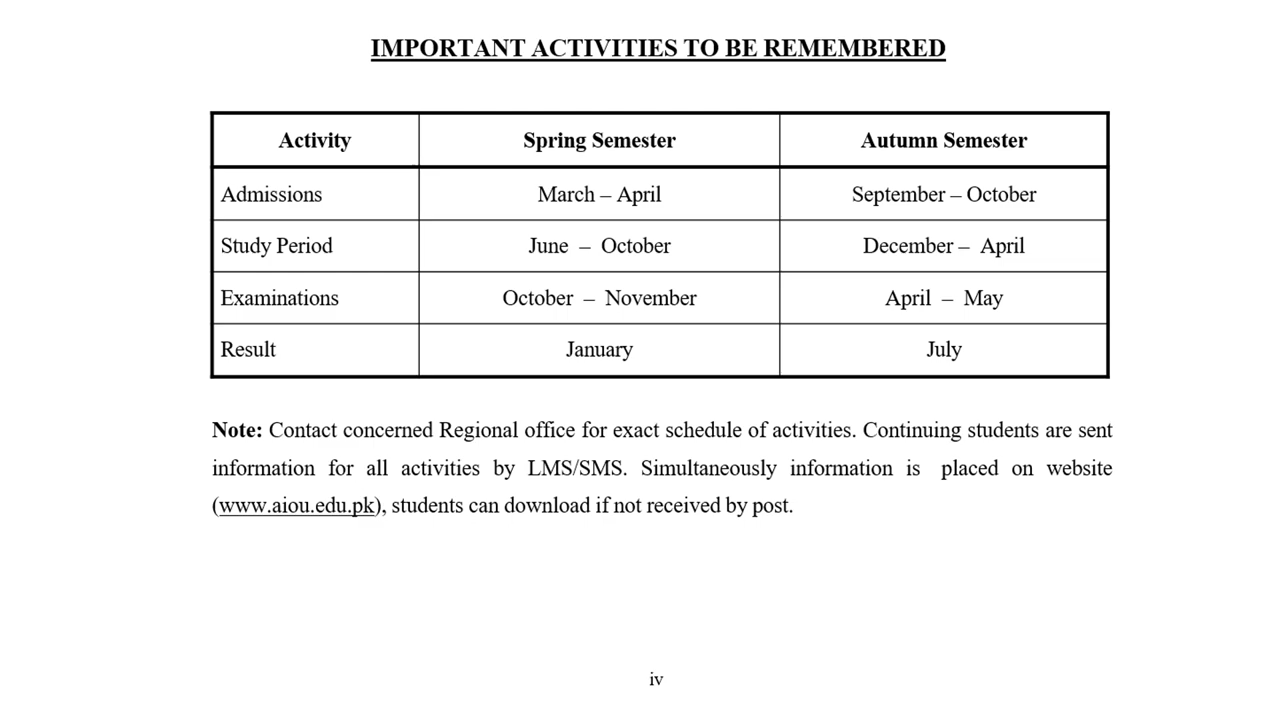 IMPORTANT ACTIVITIES TO BE REMEMBERED
Activity Spring Semester Autumn Semester
Admissions March – April September – October
Study Period June – October December – April
Examinations October – November April – May
Result January July
Note: Contact concerned Regional office for exact schedule of activities. Continuing students are sent
information for all activities by LMS/SMS. Simultaneously information is placed on website
(www.aiou.edu.pk), students can download if not received by post.
iv